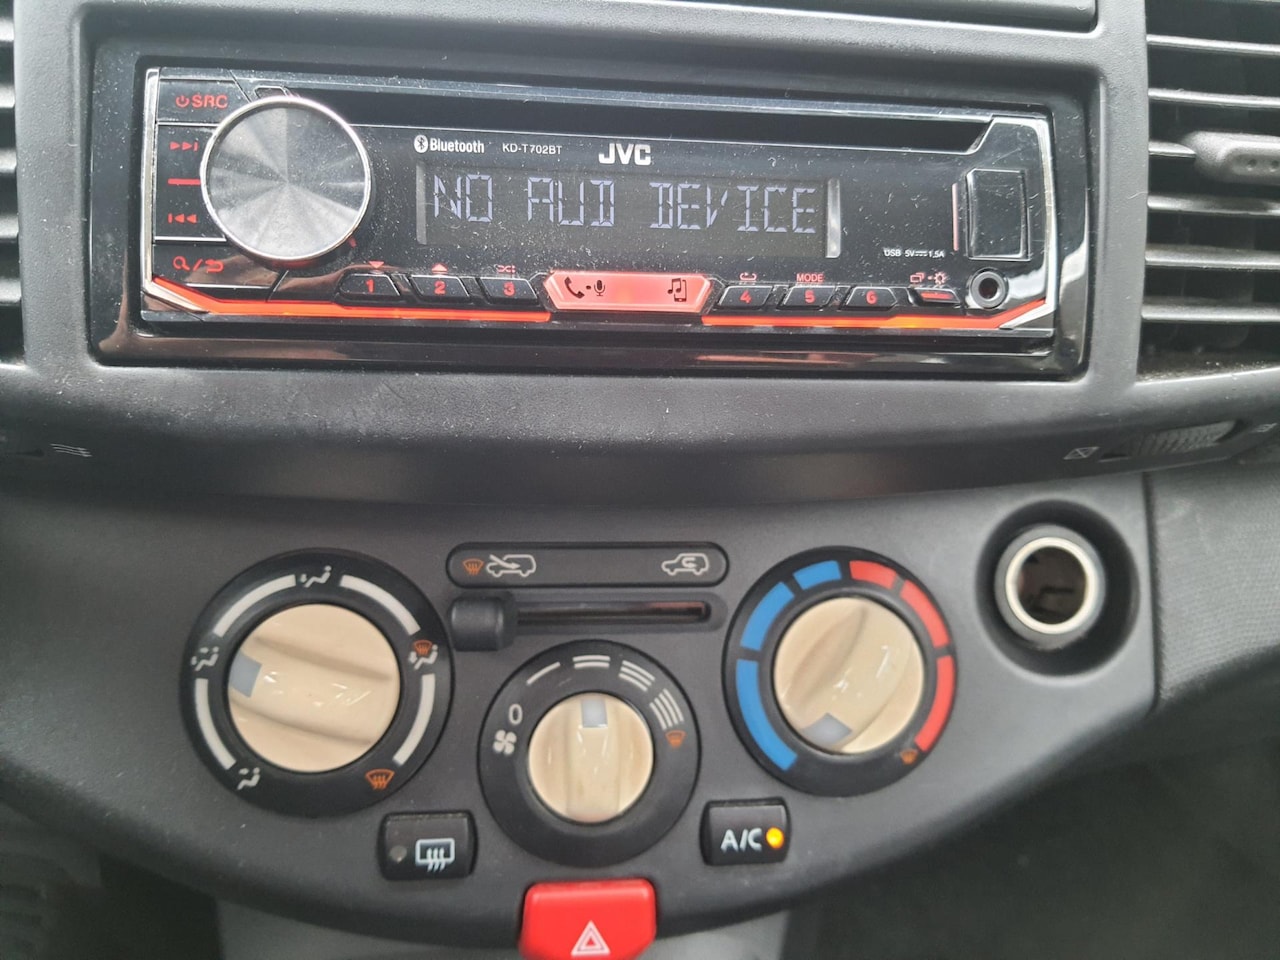 SRC
Bluetooth KD-T702BT JVC
NO AUD DEVICE
USB 5V 1.5A
MODE
1 2 3 4 5 6
0
A/C